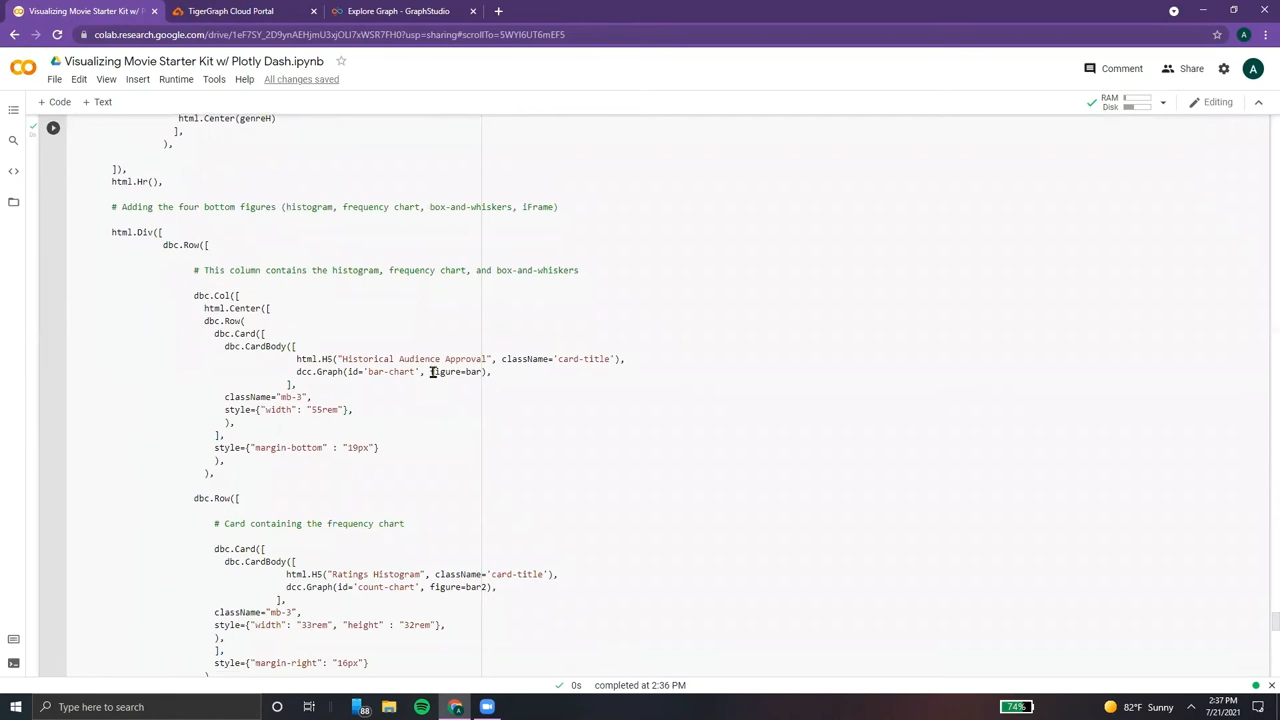 Visualizing Movie Starter Kit w/ P
TigerGraph Cloud Portal
Explore Graph - GraphStudio
colab.research.google.com/drive/1eF7SY_2D9ynAEHjmU3xjOLI7xWSR7FH0?usp=sharing#scrollTo=5WYI6UT6mEF5
A
Visualizing Movie Starter Kit w/ Plotly Dash.ipynb
File Edit View Insert Runtime Tools Help All changes saved
Comment Share A
+ Code + Text
RAM
Disk
Editing
html.Center(genreH)
],
),
]),
html.Hr(),
# Adding the four bottom figures (histogram, frequency chart, box-and-whiskers, iFrame)
html.Div([
dbc.Row([
# This column contains the histogram, frequency chart, and box-and-whiskers
dbc.Col([
html.Center([
dbc.Row(
dbc.Card([
dbc.CardBody([
html.H5("Historical Audience Approval", className='card-title'),
dcc.Graph(id='bar-chart', figure=bar),
],
className="mb-3",
style={"width": "55rem"},
),
],
style={"margin-bottom" : "19px"}
),
),
dbc.Row([
# Card containing the frequency chart
dbc.Card([
dbc.CardBody([
html.H5("Ratings Histogram", className='card-title'),
dcc.Graph(id='count-chart', figure=bar2),
],
className="mb-3",
style={"width": "33rem", "height" : "32rem"},
),
],
style={"margin-right": "16px"}
0s completed at 2:36 PM
Type here to search
88
74%
82°F Sunny
2:37 PM
7/21/2021